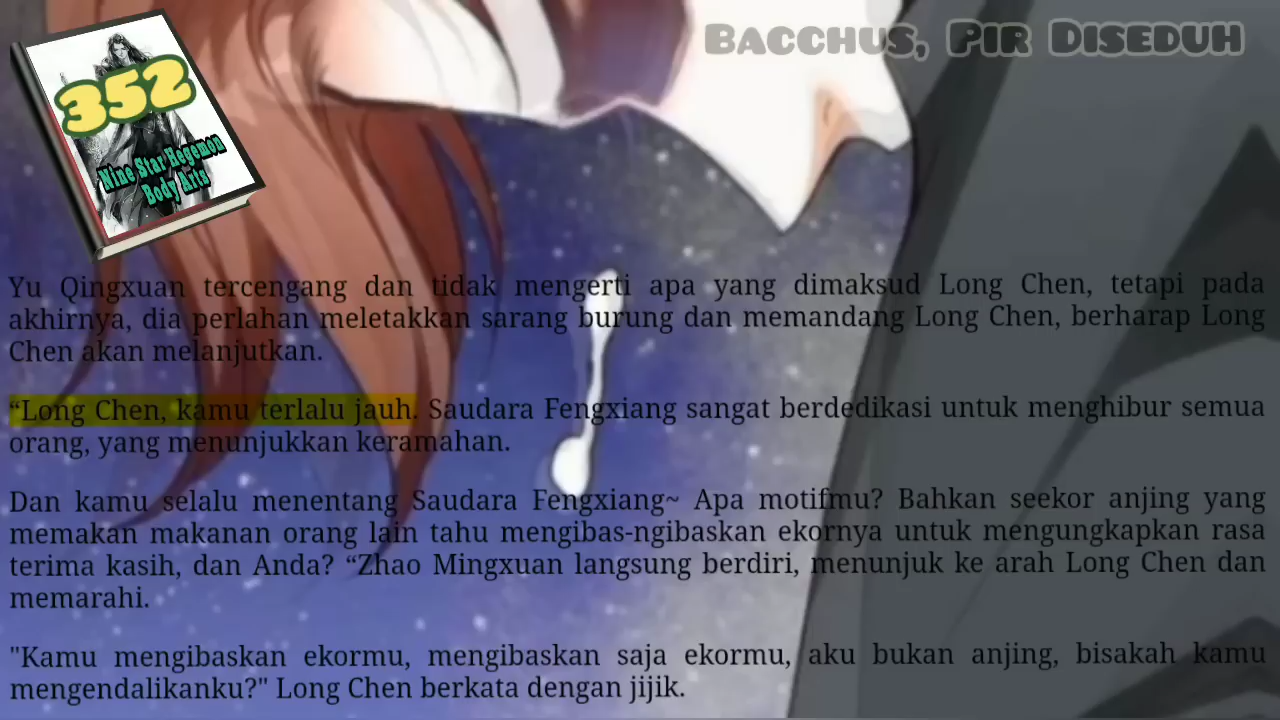 Bacchus, Pir Diseduh
352
Nine Star Hegemon
Body Arts
Yu Qingxuan tercengang dan tidak mengerti apa yang dimaksud Long Chen, tetapi pada
akhirnya, dia perlahan meletakkan sarang burung dan memandang Long Chen, berharap Long
Chen akan melanjutkan.
“Long Chen, kamu terlalu jauh. Saudara Fengxiang sangat berdedikasi untuk menghibur semua
orang, yang menunjukkan keramahan.
Dan kamu selalu menentang Saudara Fengxiang~ Apa motifmu? Bahkan seekor anjing yang
memakan makanan orang lain tahu mengibas-ngibaskan ekornya untuk mengungkapkan rasa
terima kasih, dan Anda? “Zhao Mingxuan langsung berdiri, menunjuk ke arah Long Chen dan
memarahi.
"Kamu mengibaskan ekormu, mengibaskan saja ekormu, aku bukan anjing, bisakah kamu
mengendalikanku?" Long Chen berkata dengan jijik.